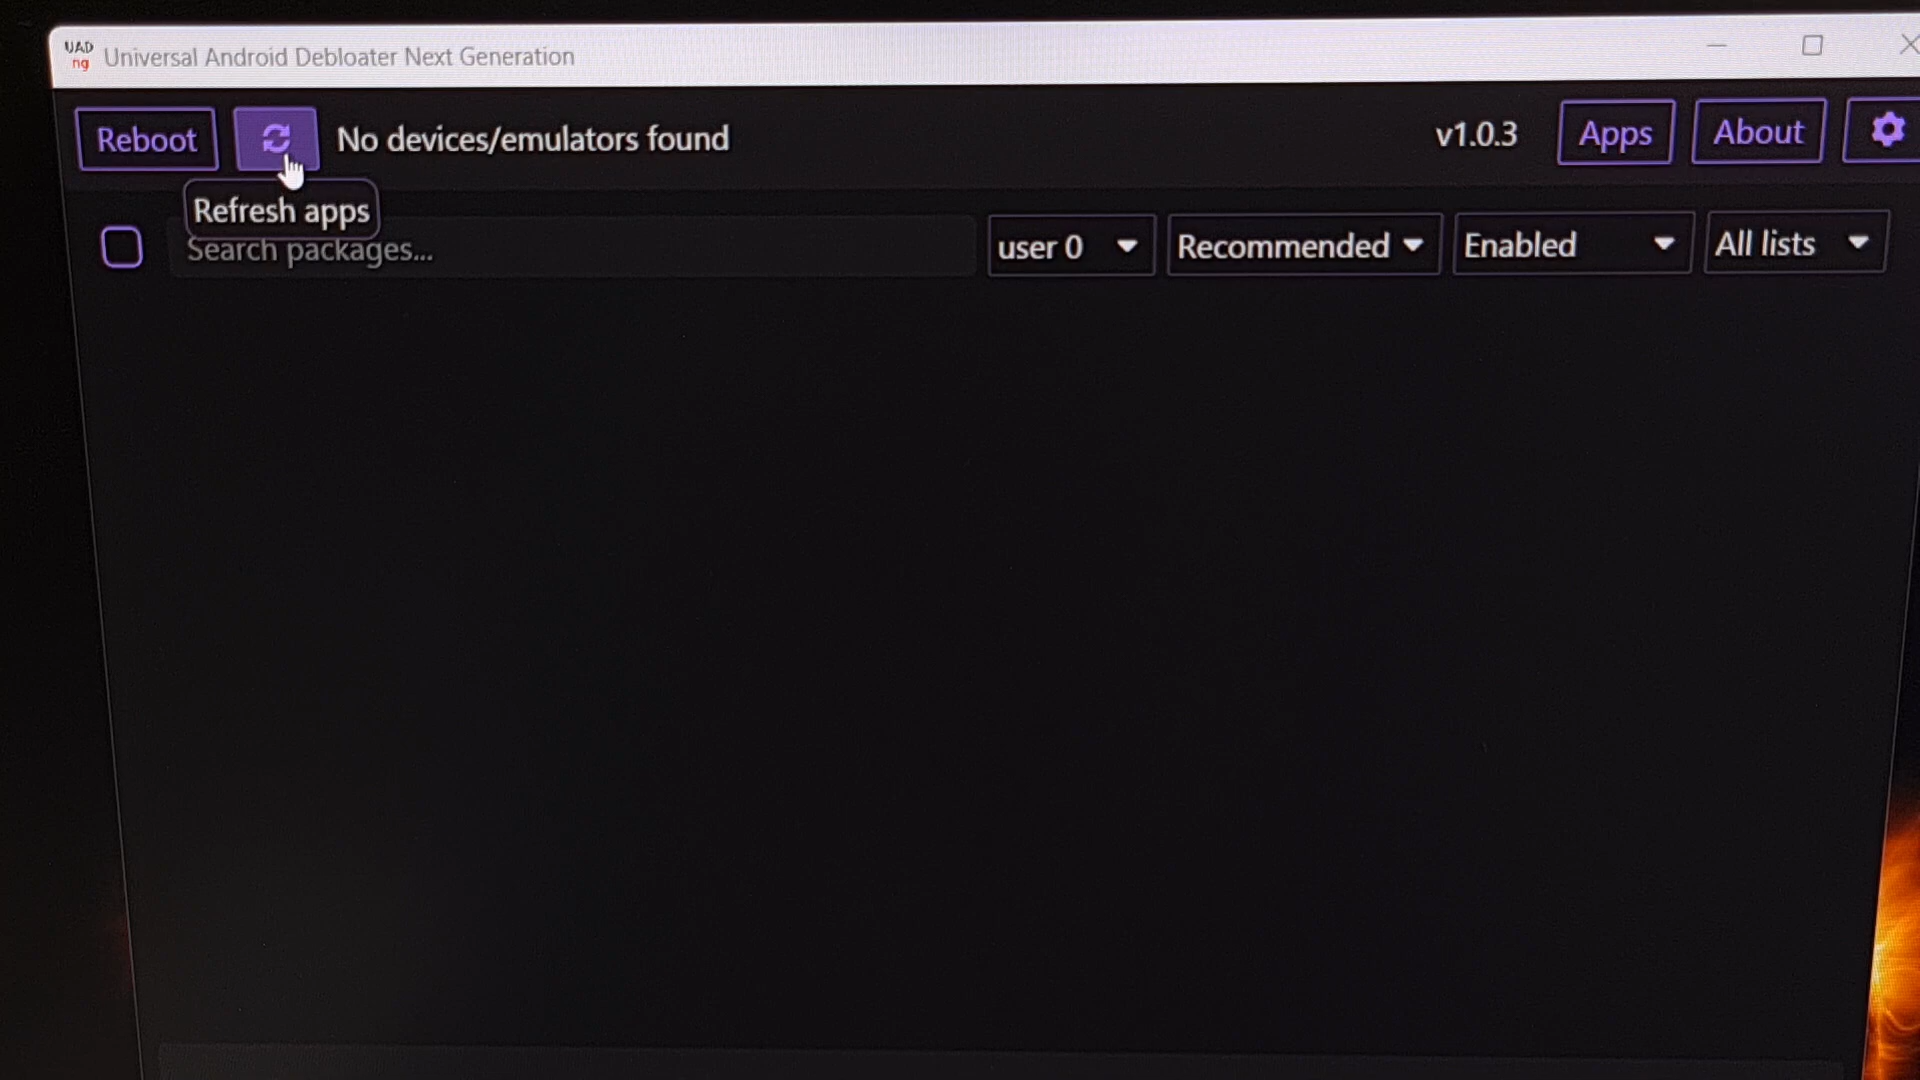 UAD
ng
Universal Android Debloater Next Generation
Reboot
No devices/emulators found
v1.0.3
Apps
About
Refresh apps
Search packages...
user 0
Recommended
Enabled
All lists